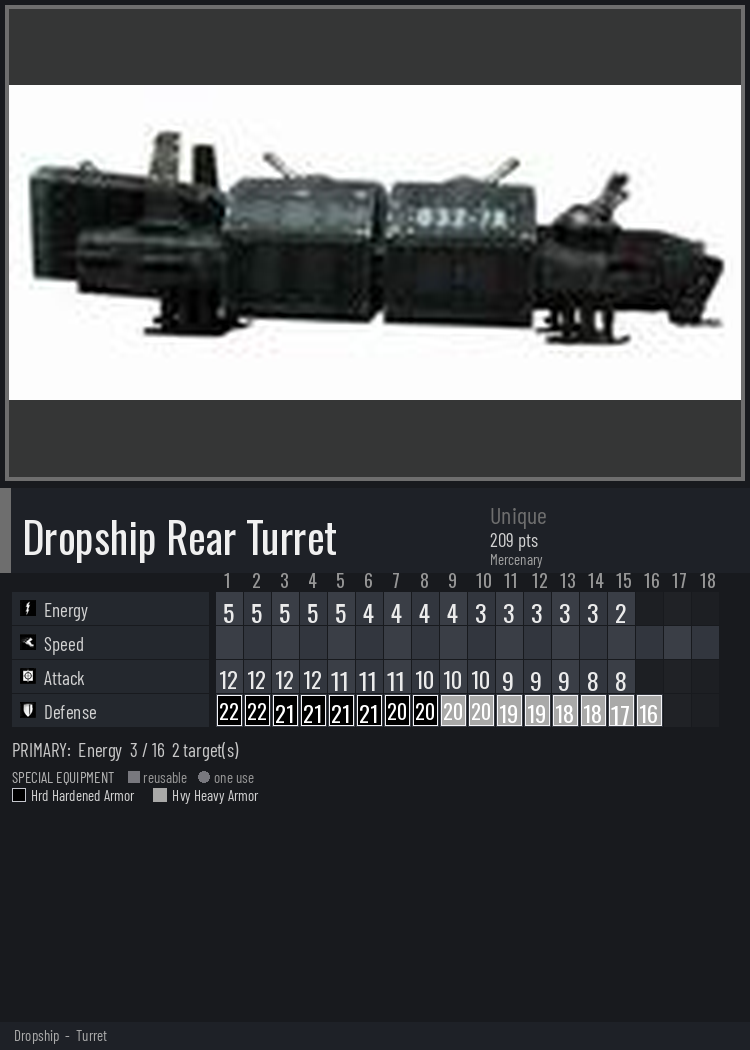 032-7A
Dropship Rear Turret
Unique
209 pts
Mercenary
1 2 3 4 5 6 7 8 9 10 11 12 13 14 15 16 17 18
Energy 5 5 5 5 5 4 4 4 4 3 3 3 3 3 2
Speed
Attack 12 12 12 12 11 11 11 10 10 10 9 9 9 8 8
Defense 22 22 21 21 21 21 20 20 20 20 19 19 18 18 17 16
PRIMARY: Energy 3 / 16 2 target(s)
SPECIAL EQUIPMENT reusable one use
Hrd Hardened Armor Hvy Heavy Armor
Dropship - Turret